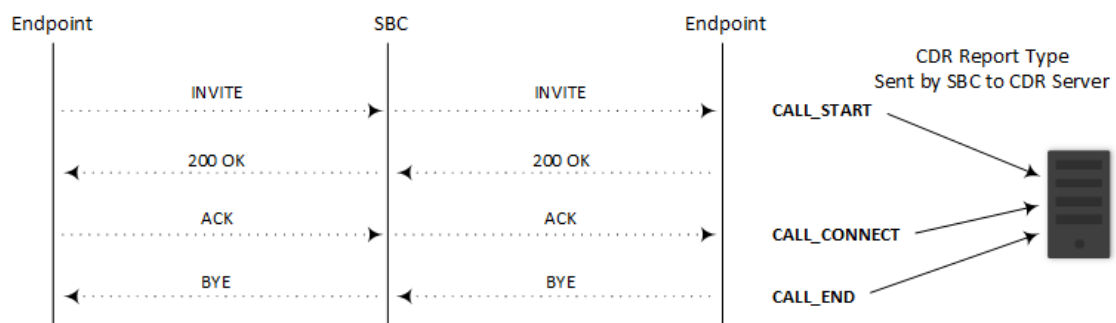 Endpoint
SBC
Endpoint
CDR Report Type
Sent by SBC to CDR Server
INVITE
INVITE
CALL_START
200 OK
200 OK
ACK
ACK
CALL_CONNECT
BYE
BYE
CALL_END